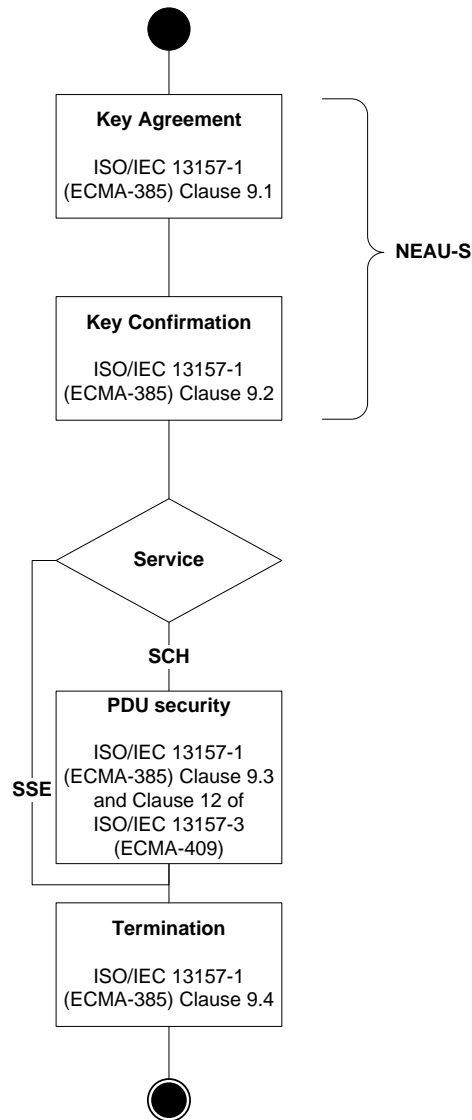 Key Agreement
ISO/IEC 13157-1
(ECMA-385) Clause 9.1
NEAU-S
Key Confirmation
ISO/IEC 13157-1
(ECMA-385) Clause 9.2
Service
SCH
PDU security
ISO/IEC 13157-1
(ECMA-385) Clause 9.3
and Clause 12 of
ISO/IEC 13157-3
(ECMA-409)
SSE
Termination
ISO/IEC 13157-1
(ECMA-385) Clause 9.4